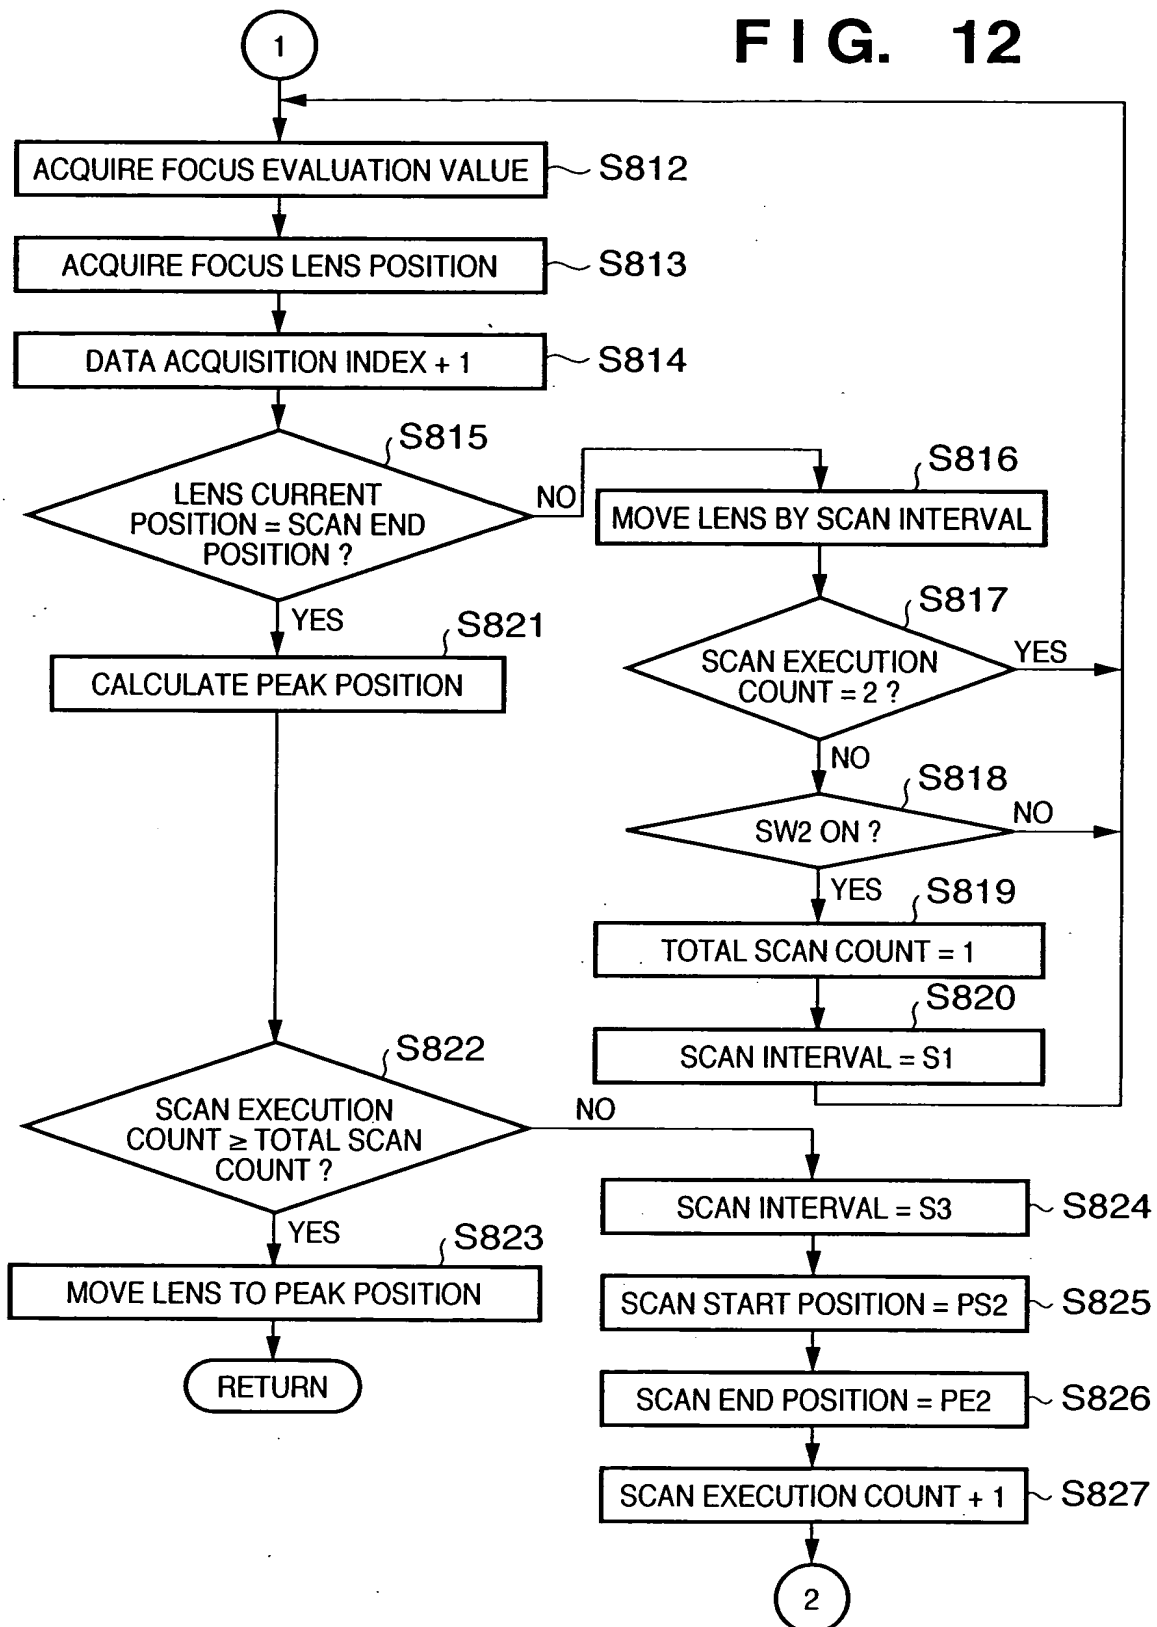 FIG. 12
1
ACQUIRE FOCUS EVALUATION VALUE
S812
ACQUIRE FOCUS LENS POSITION
S813
DATA ACQUISITION INDEX + 1
S814
S815
LENS CURRENT
POSITION = SCAN END
POSITION ?
NO
YES
S816
MOVE LENS BY SCAN INTERVAL
S817
SCAN EXECUTION
COUNT = 2 ?
YES
NO
S818
SW2 ON ?
NO
YES
S819
TOTAL SCAN COUNT = 1
S820
SCAN INTERVAL = S1
S821
CALCULATE PEAK POSITION
S822
SCAN EXECUTION
COUNT ≥ TOTAL SCAN
COUNT ?
NO
YES
S823
MOVE LENS TO PEAK POSITION
RETURN
SCAN INTERVAL = S3
S824
SCAN START POSITION = PS2
S825
SCAN END POSITION = PE2
S826
SCAN EXECUTION COUNT + 1
S827
2